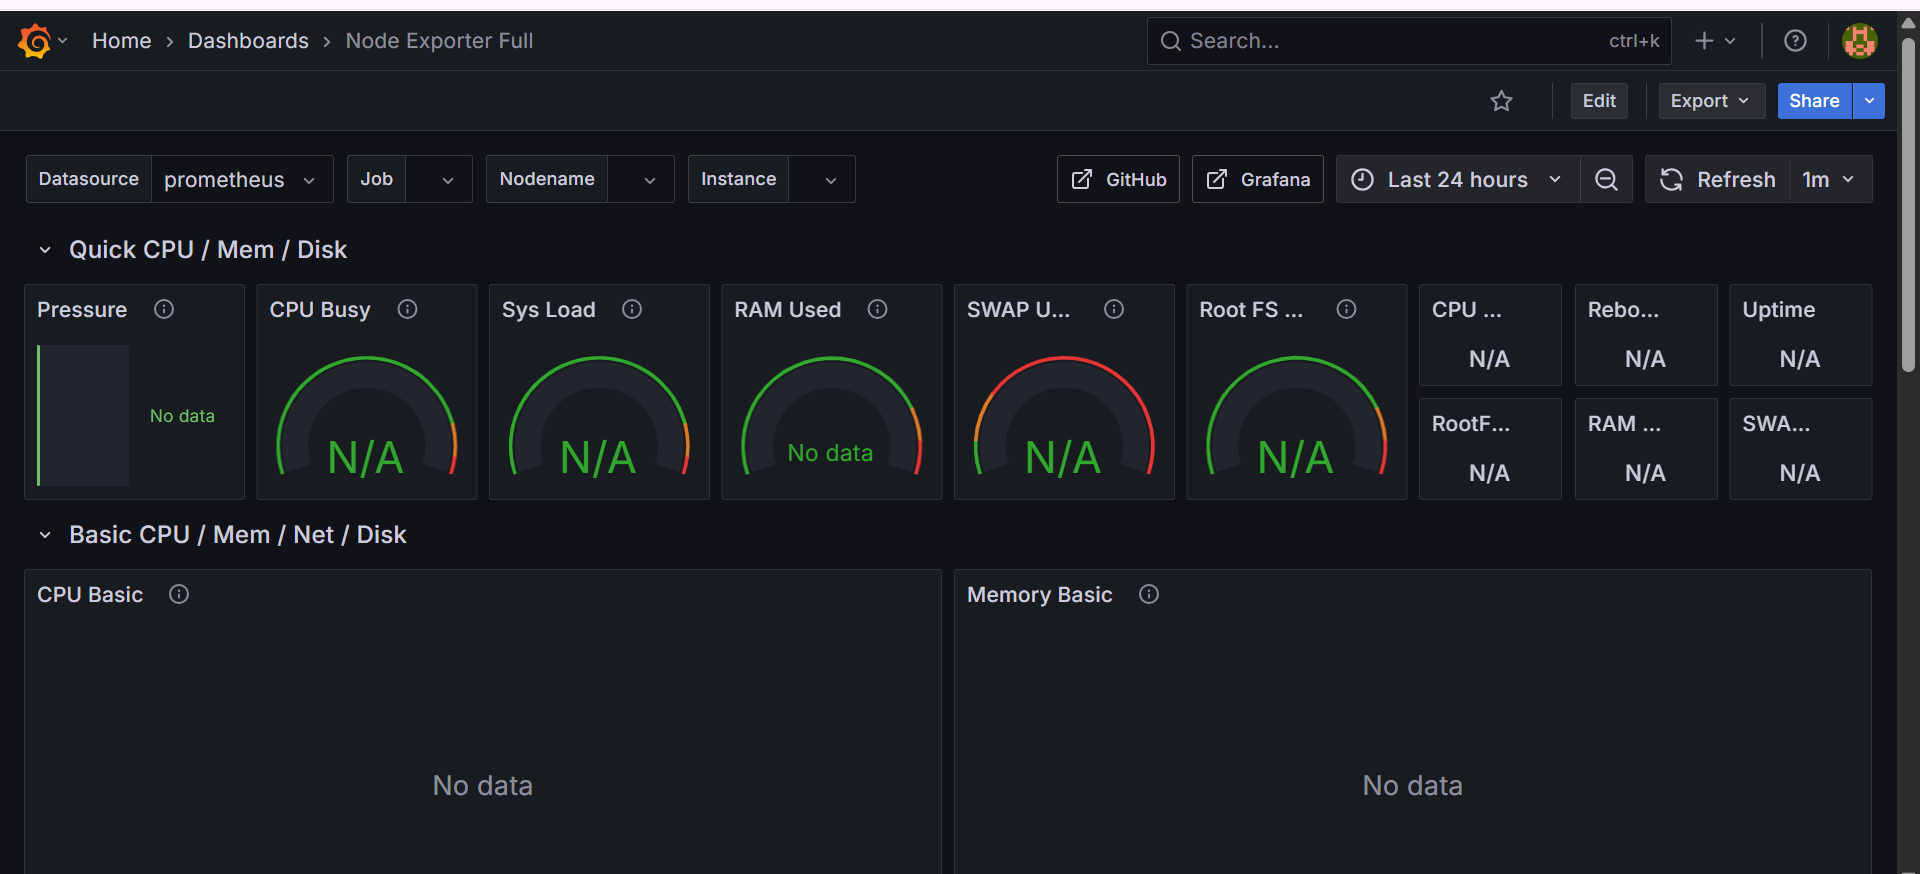 Home › Dashboards › Node Exporter Full
Search... ctrl+k
Edit Export Share
Datasource prometheus Job Nodename Instance GitHub Grafana Last 24 hours Refresh 1m
Quick CPU / Mem / Disk
Pressure CPU Busy Sys Load RAM Used SWAP U... Root FS ... CPU ... Rebo... Uptime
N/A N/A N/A
No data N/A N/A No data N/A N/A
RootF... RAM ... SWA...
N/A N/A N/A
Basic CPU / Mem / Net / Disk
CPU Basic Memory Basic
No data No data